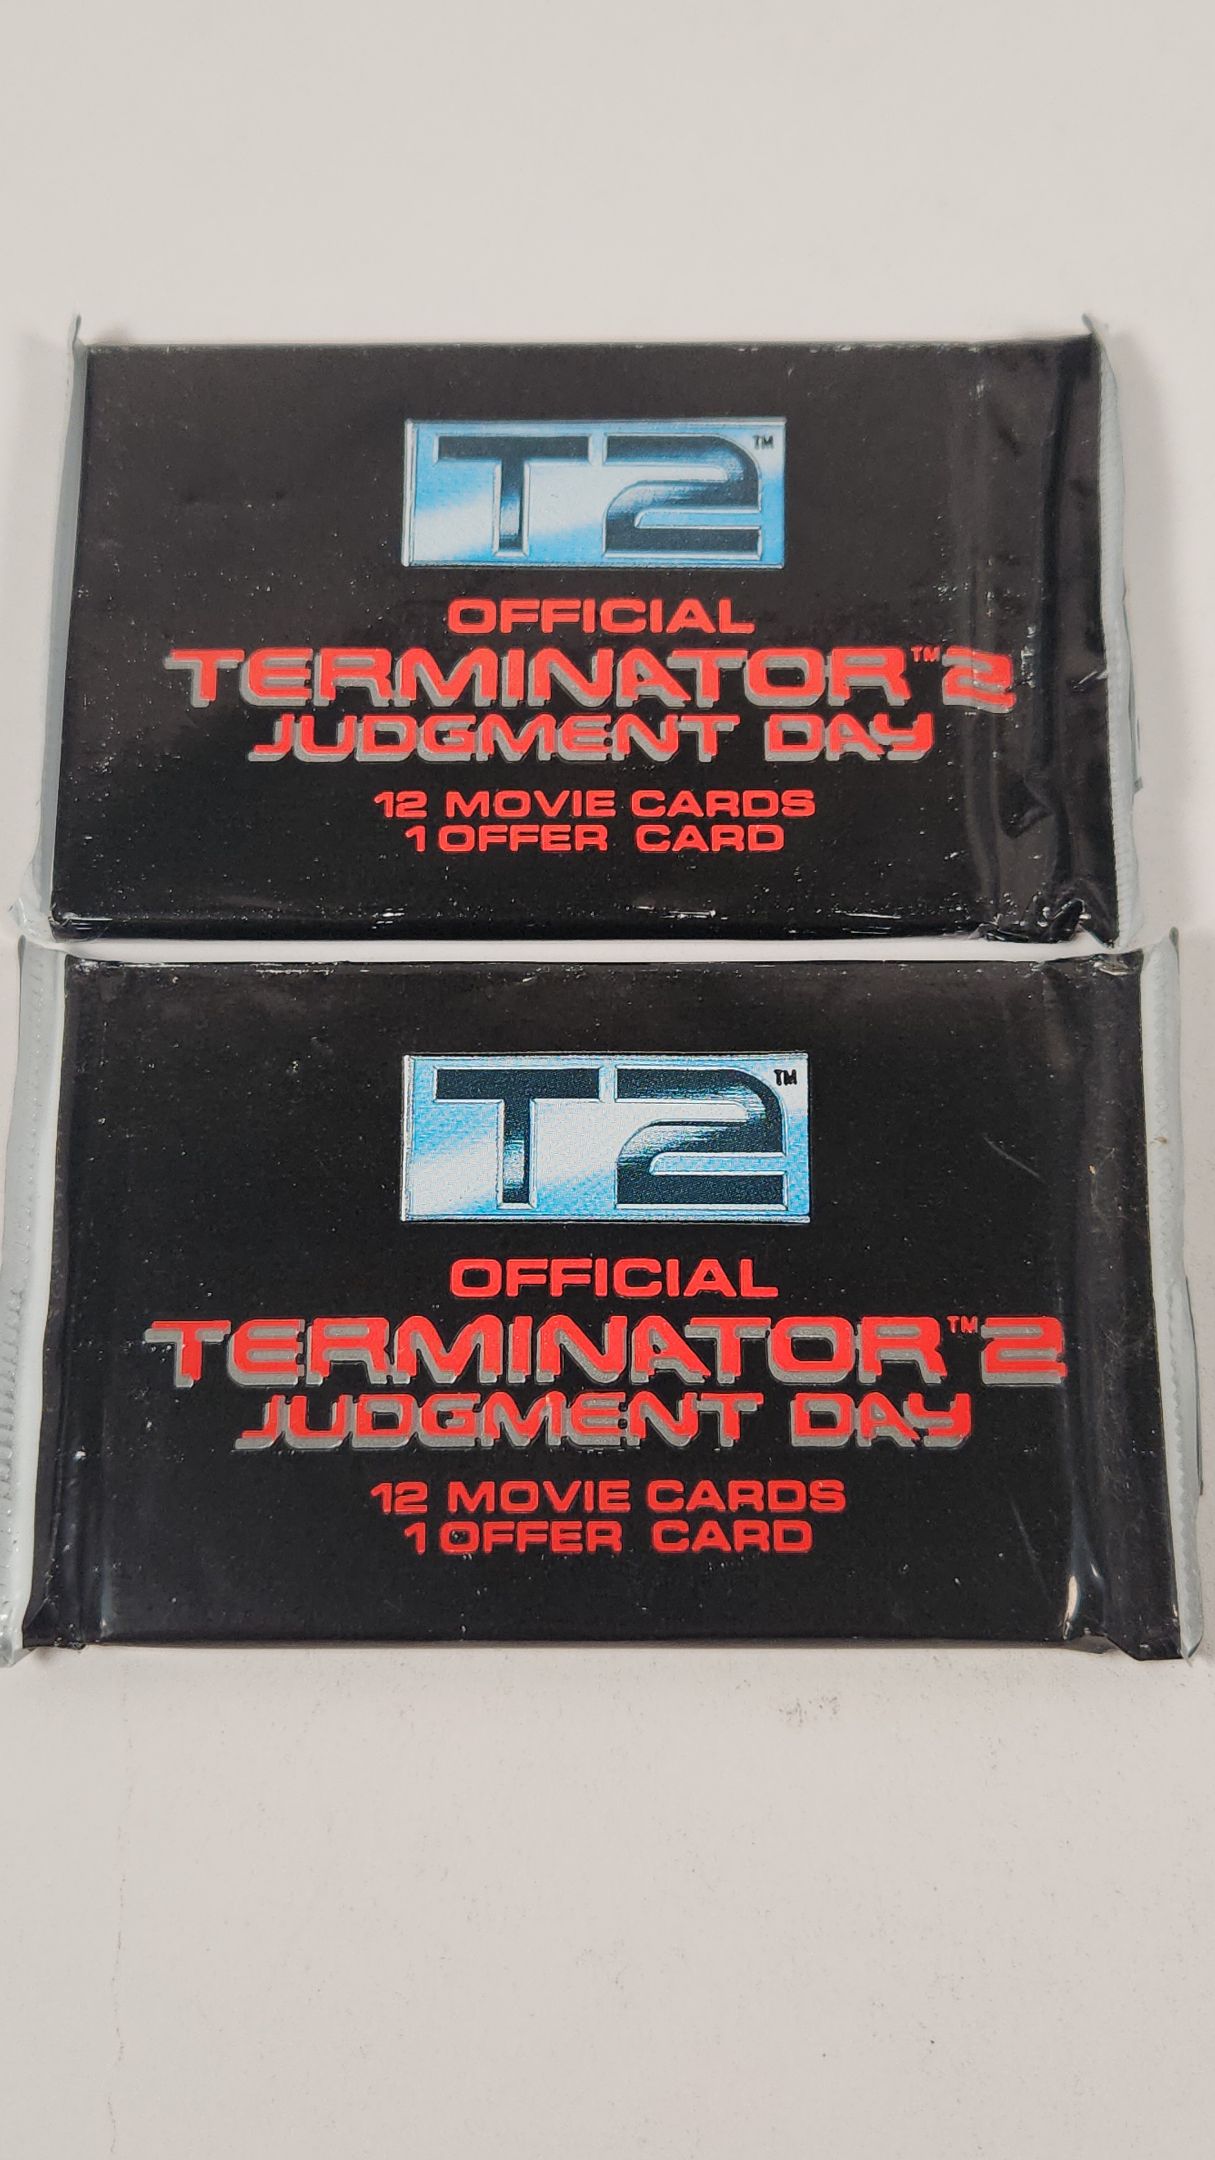 T2™
OFFICIAL
TERMINATOR™2
JUDGMENT DAY
12 MOVIE CARDS
1 OFFER CARD
T2™
OFFICIAL
TERMINATOR™2
JUDGMENT DAY
12 MOVIE CARDS
1 OFFER CARD